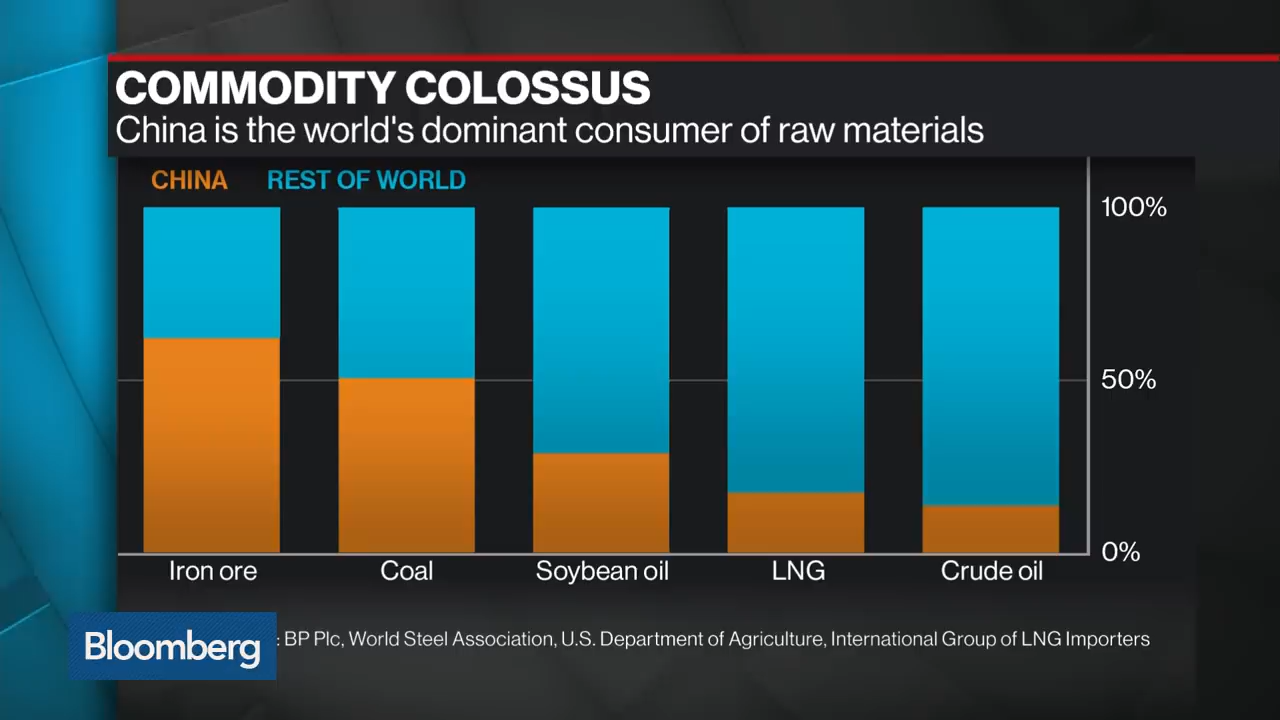 COMMODITY COLOSSUS
China is the world's dominant consumer of raw materials
CHINA REST OF WORLD
100%
50%
0%
Iron ore Coal Soybean oil LNG Crude oil
Bloomberg : BP Plc, World Steel Association, U.S. Department of Agriculture, International Group of LNG Importers